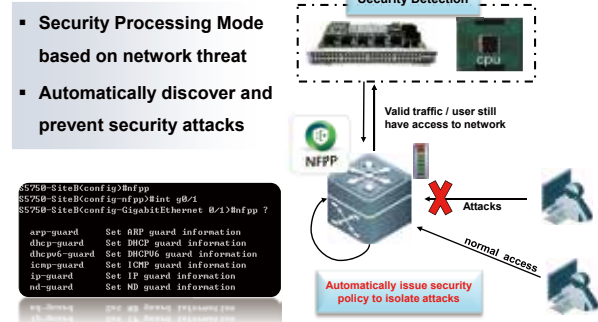 ▪ Security Processing Mode
based on network threat
▪ Automatically discover and
prevent security attacks
Security Detection
cpu
Valid traffic / user still
have access to network
NFPP
Attacks
normal access
Automatically issue security
policy to isolate attacks
S5750-SiteB(config)#nfpp
S5750-SiteB(config-nfpp)#int g0/1
S5750-SiteB(config-GigabitEthernet 0/1)#nfpp ?
arp-guard Set ARP guard information
dhcp-guard Set DHCP guard information
dhcpv6-guard Set DHCPV6 guard information
icmp-guard Set ICMP guard information
ip-guard Set IP guard information
nd-guard Set ND guard information